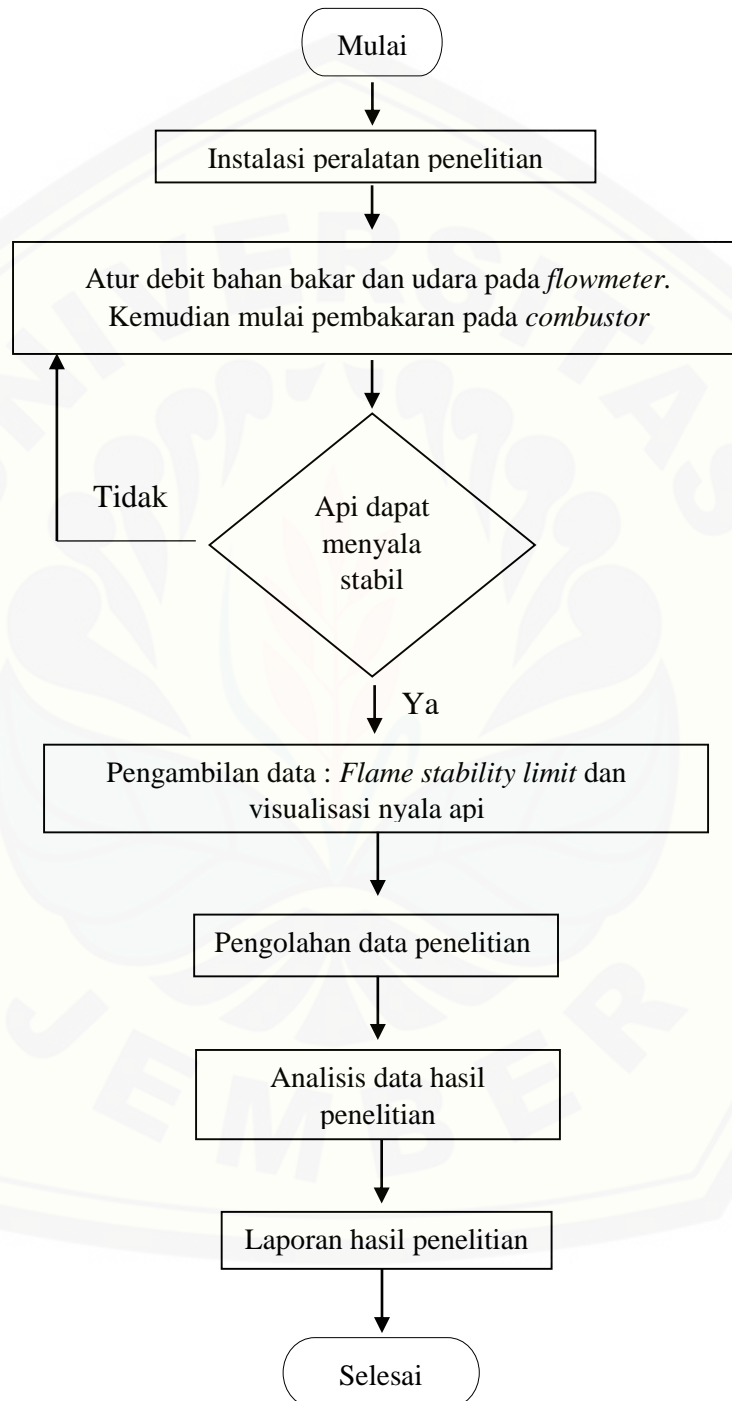 Mulai
Instalasi peralatan penelitian
Atur debit bahan bakar dan udara pada flowmeter.
Kemudian mulai pembakaran pada combustor
Tidak
Api dapat
menyala
stabil
Ya
Pengambilan data : Flame stability limit dan
visualisasi nyala api
Pengolahan data penelitian
Analisis data hasil
penelitian
Laporan hasil penelitian
Selesai
UNIVERSITAS
JEMBER